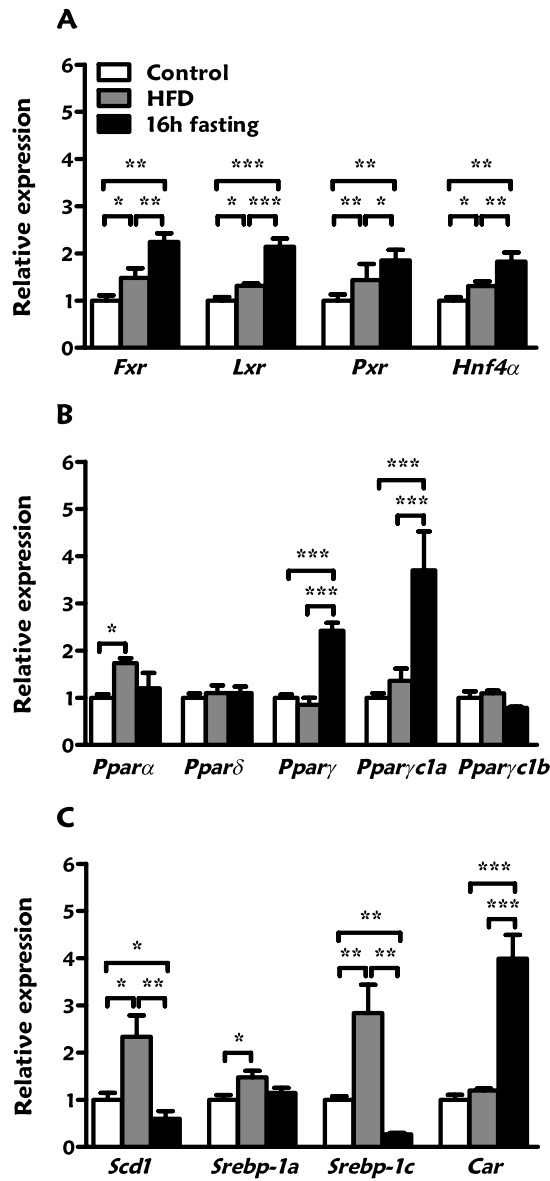 A
Relative expression
6
5
4
3
2
1
0
Control
HFD
16h fasting
** *** ** **
* ** * *** ** * * **
Fxr Lxr Pxr Hnf4α
B
Relative expression
6
5
4
3
2
1
0
***
***
***
***
*
Pparα Pparδ Pparγ Pparγc1a Pparγc1b
C
Relative expression
6
5
4
3
2
1
0
***
** ***
* ** **
* **
*
Scd1 Srebp-1a Srebp-1c Car